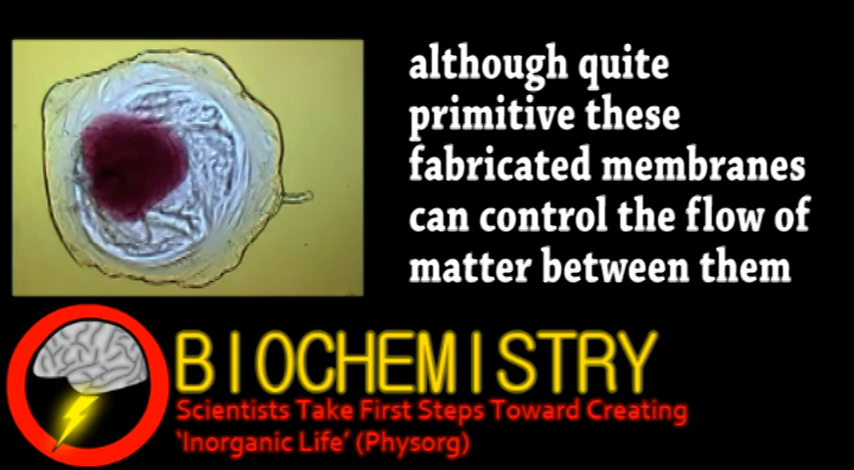 although quite
primitive these
fabricated membranes
can control the flow of
matter between them
BIOCHEMISTRY
Scientists Take First Steps Toward Creating
‘Inorganic Life’ (Physorg)